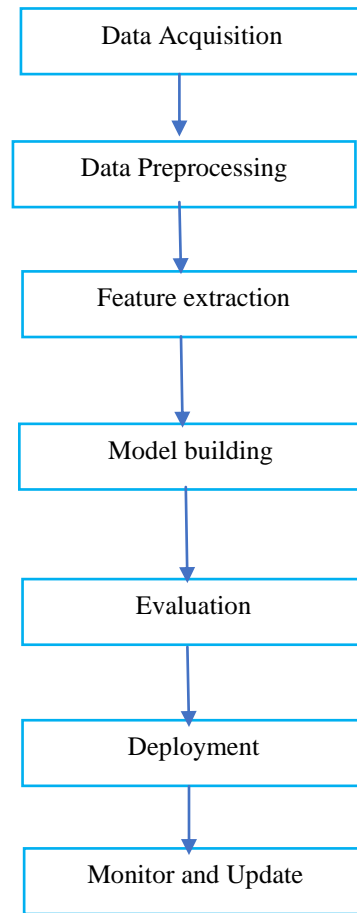 Data Acquisition
Data Preprocessing
Feature extraction
Model building
Evaluation
Deployment
Monitor and Update